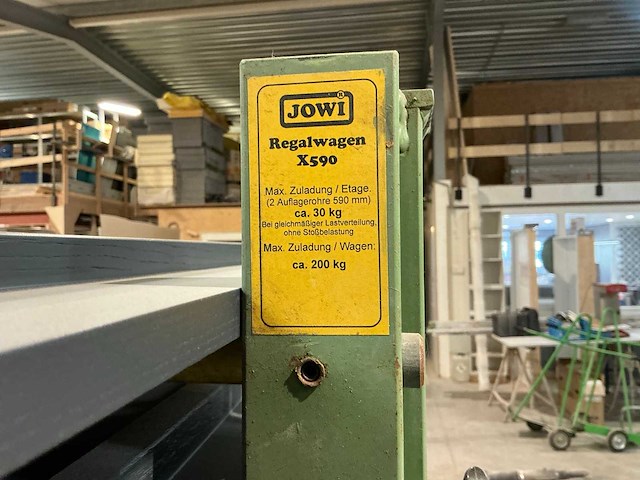 JOWI ®
Regalwagen
X590
Max. Zuladung / Etage.
(2 Auflagerohre 590 mm)
ca. 30 kg
Bei gleichmäßiger Lastverteilung,
ohne Stoßbelastung
Max. Zuladung / Wagen:
ca. 200 kg